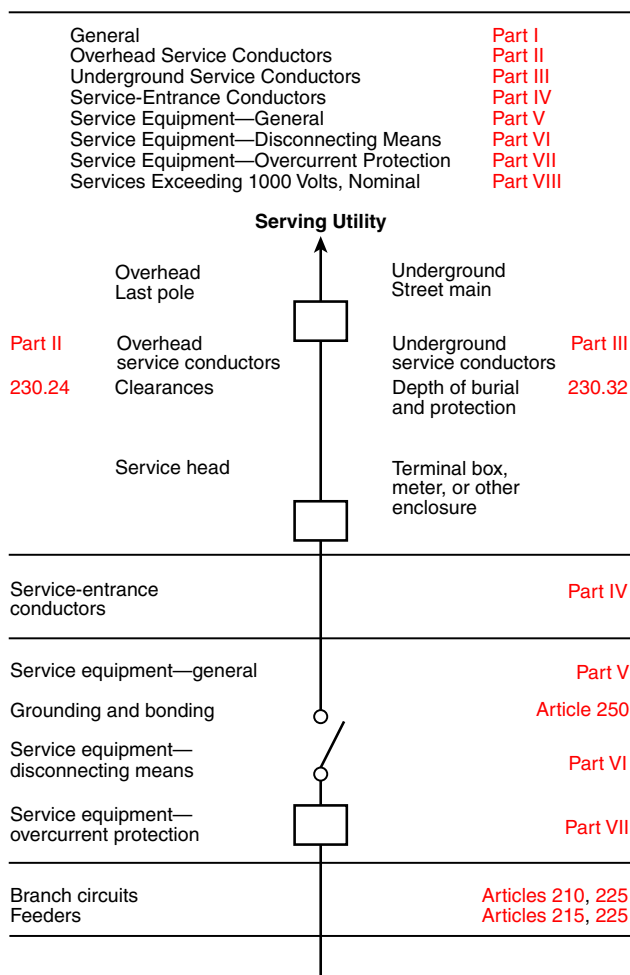 General Part I
Overhead Service Conductors Part II
Underground Service Conductors Part III
Service-Entrance Conductors Part IV
Service Equipment—General Part V
Service Equipment—Disconnecting Means Part VI
Service Equipment—Overcurrent Protection Part VII
Services Exceeding 1000 Volts, Nominal Part VIII
Serving Utility
Overhead
Last pole
Underground
Street main
Part II
Overhead
service conductors
Underground
service conductors
Part III
230.24
Clearances
Depth of burial
and protection
230.32
Service head
Terminal box,
meter, or other
enclosure
Service-entrance
conductors
Part IV
Service equipment—general Part V
Grounding and bonding Article 250
Service equipment—
disconnecting means
Part VI
Service equipment—
overcurrent protection
Part VII
Branch circuits Articles 210, 225
Feeders Articles 215, 225